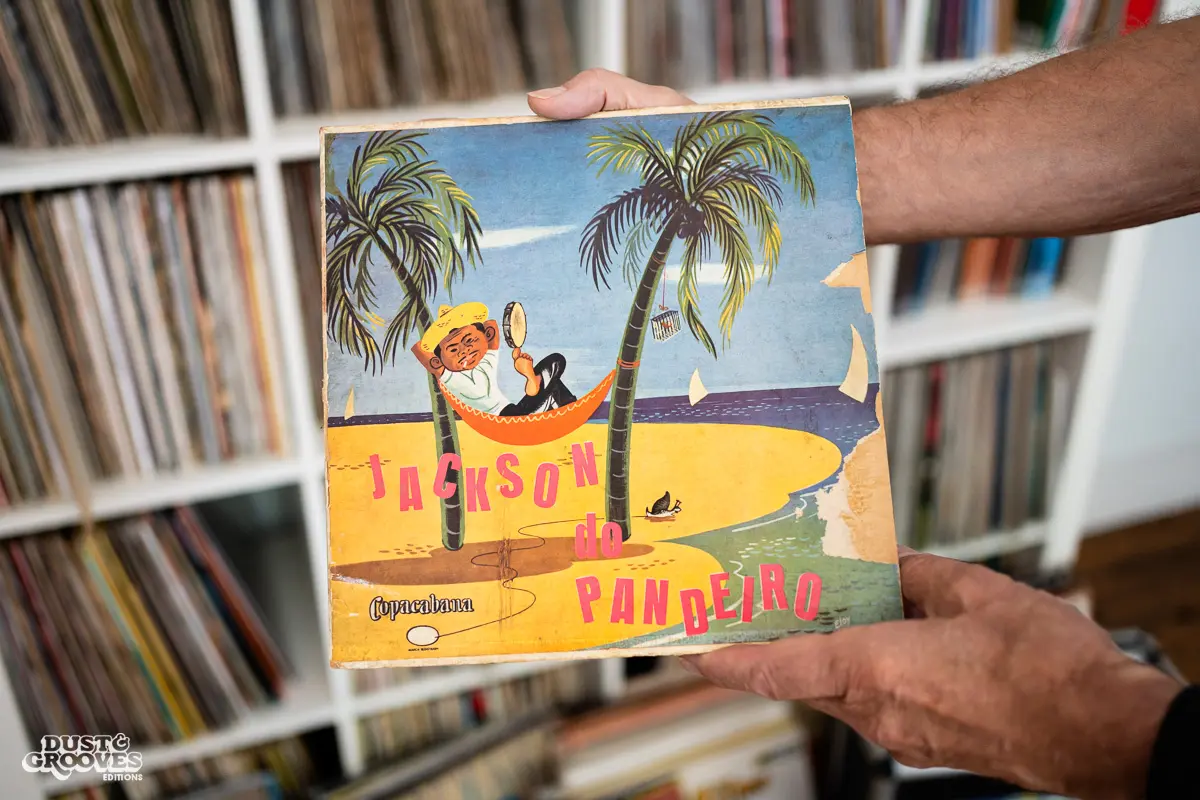 JACKSON
do
PANDEIRO
Copacabana
DUST &
GROOVES
EDITIONS